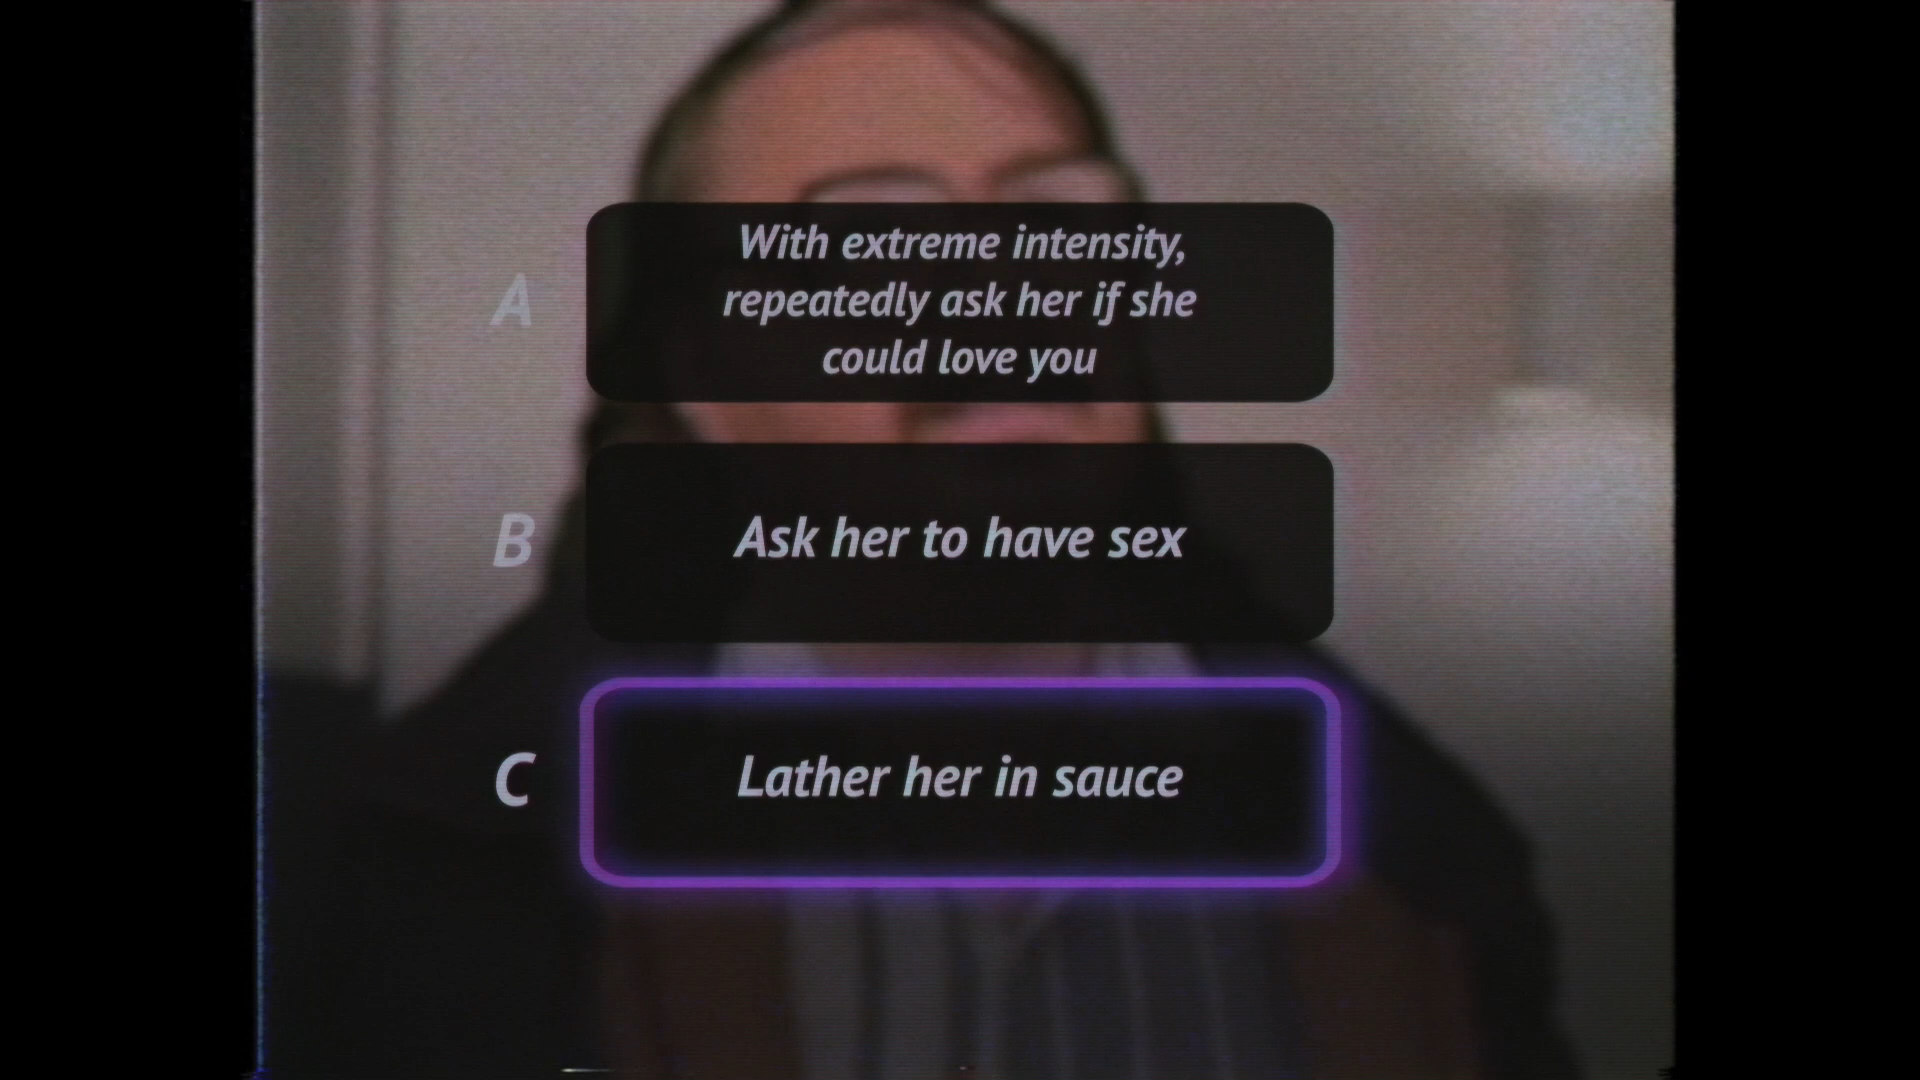 A
With extreme intensity,
repeatedly ask her if she
could love you
B
Ask her to have sex
C
Lather her in sauce